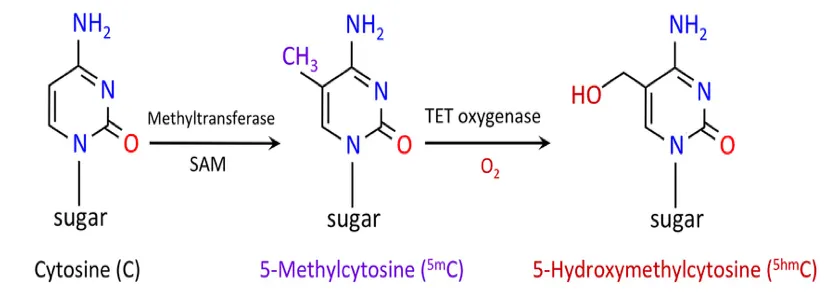 NH₂
N
N
O
sugar
Cytosine (C)
Methyltransferase
SAM
NH₂
CH₃
N
N
O
sugar
5-Methylcytosine (⁵ᵐC)
TET oxygenase
O₂
NH₂
HO
N
N
O
sugar
5-Hydroxymethylcytosine (⁵ʰᵐC)